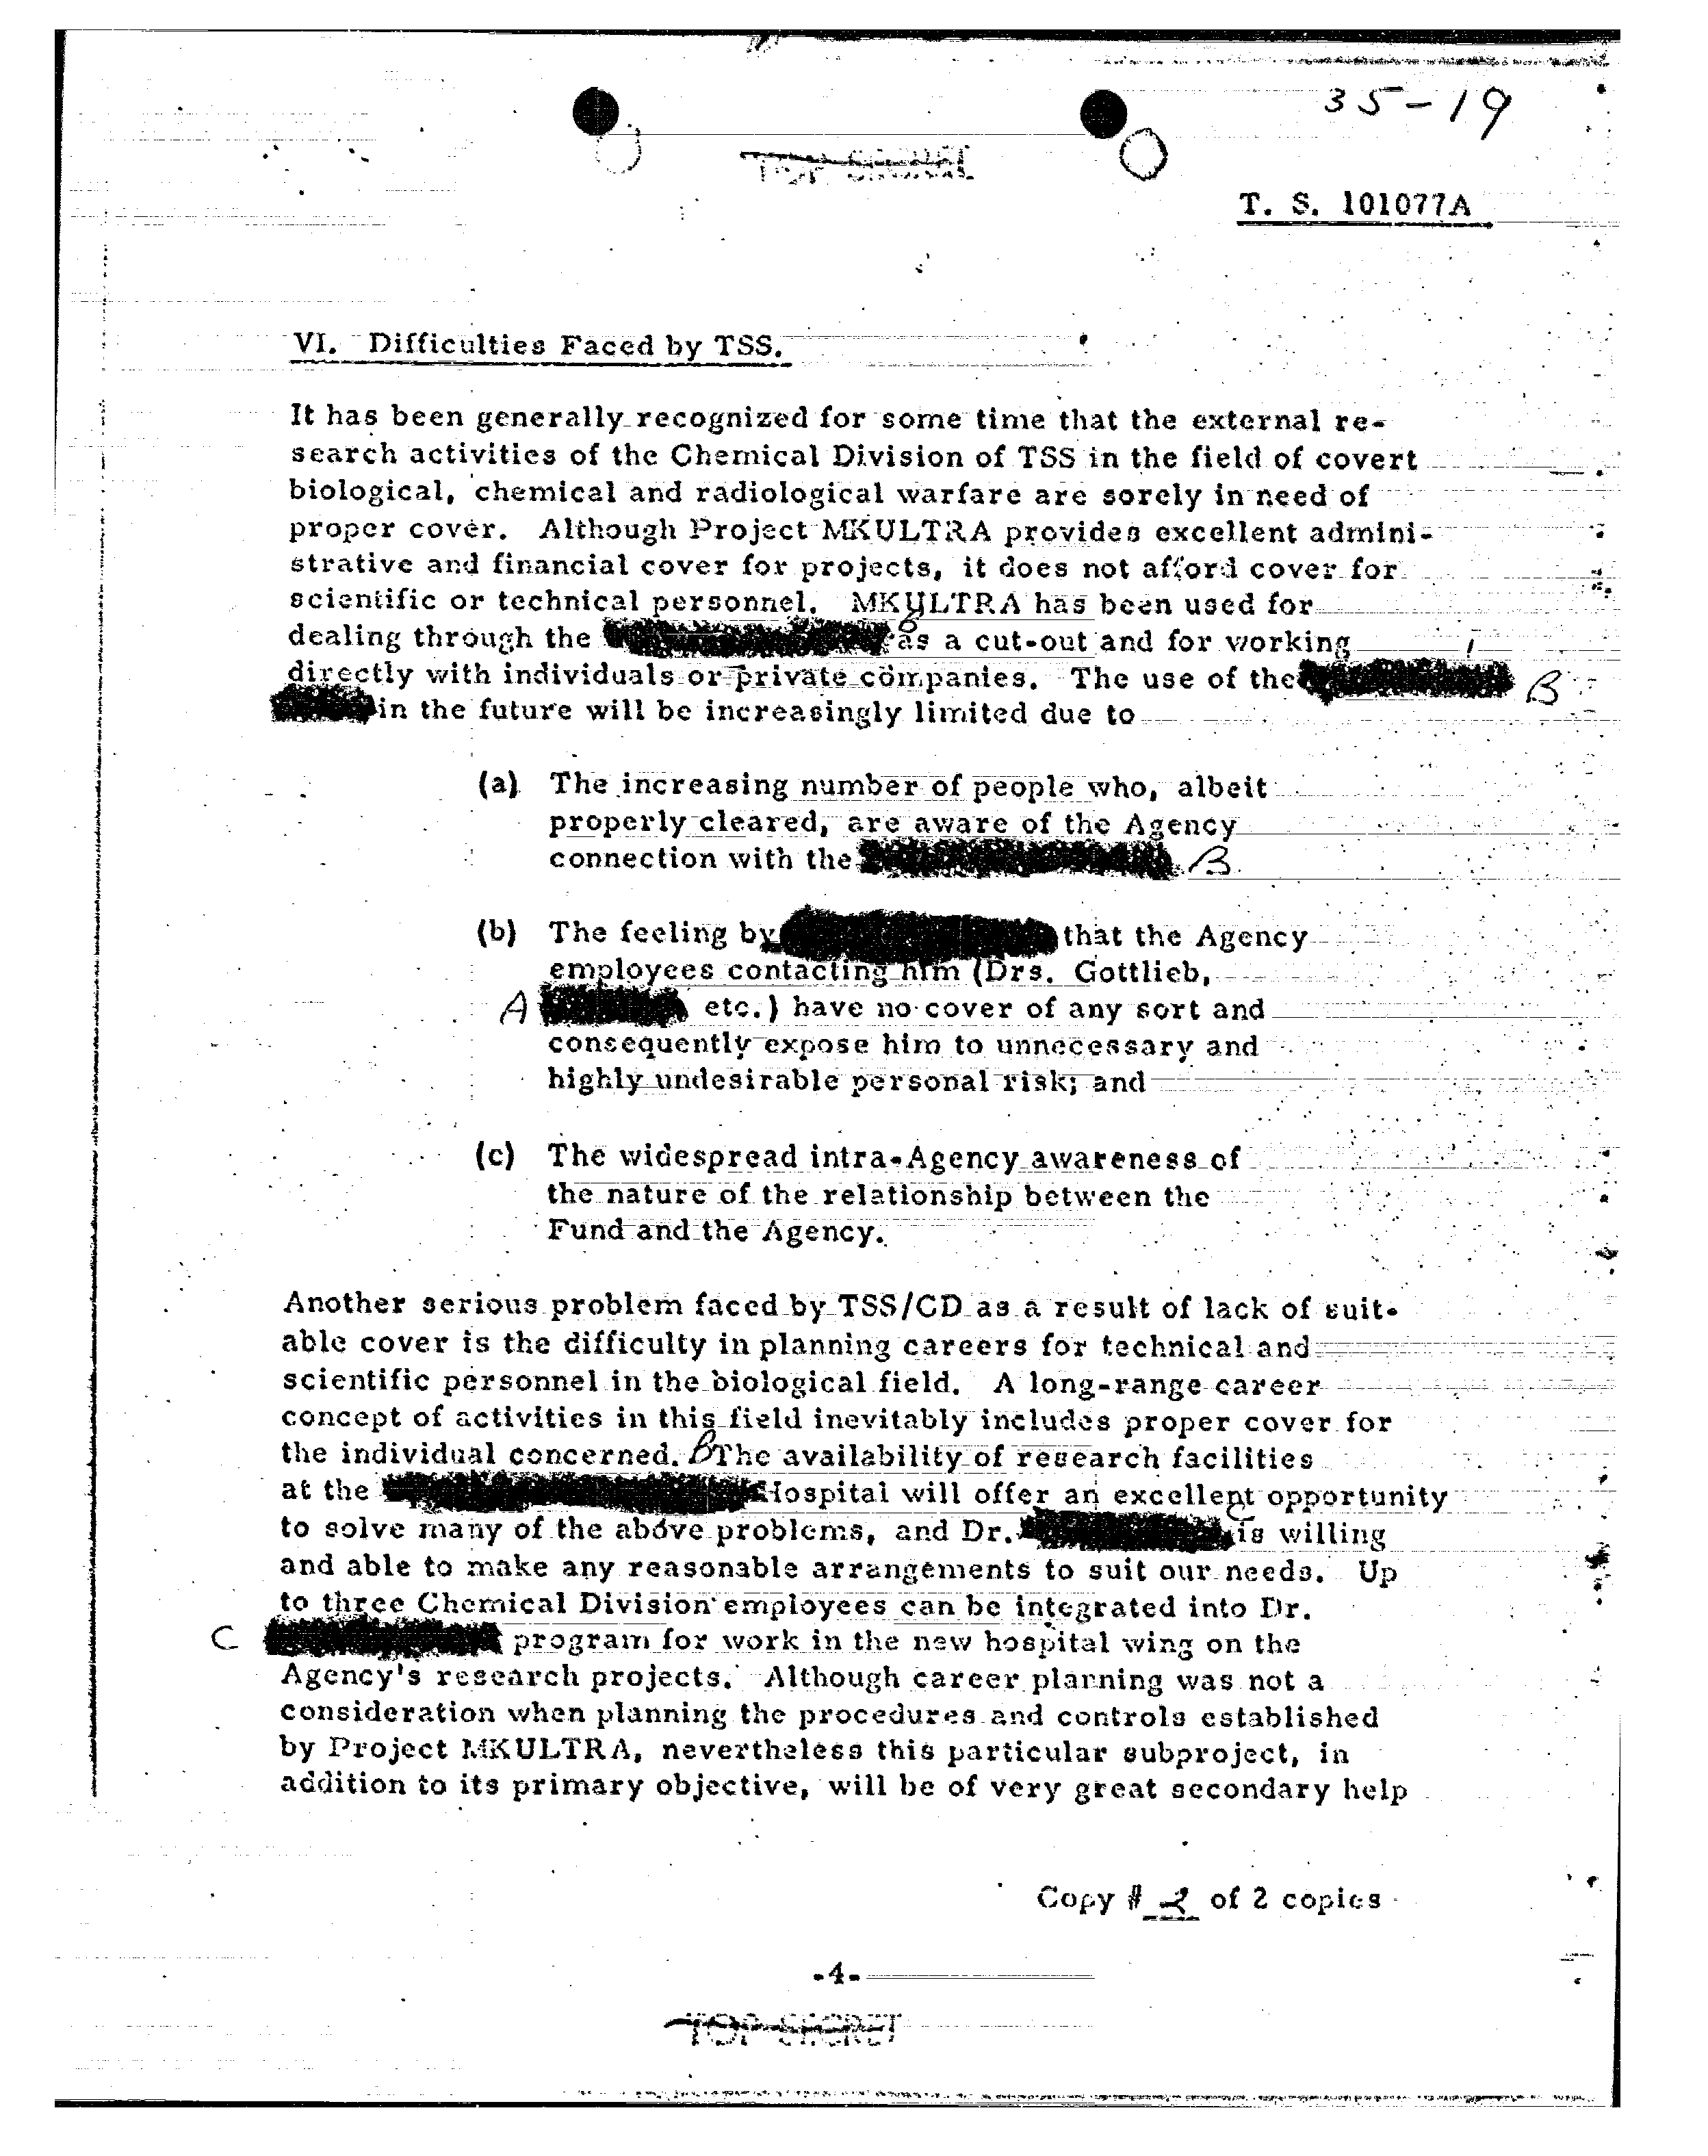 35-19
TOP SECRET
T. S. 101077A
VI. Difficulties Faced by TSS.
It has been generally recognized for some time that the external re-
search activities of the Chemical Division of TSS in the field of covert
biological, chemical and radiological warfare are sorely in need of
proper cover. Although Project MKULTRA provides excellent admini-
strative and financial cover for projects, it does not afford cover for
scientific or technical personnel. MKULTRA has been used for
dealing through the B as a cut-out and for working
directly with individuals or private companies. The use of the B
in the future will be increasingly limited due to
(a) The increasing number of people who, albeit
properly cleared, are aware of the Agency
connection with the B
(b) The feeling by that the Agency
employees contacting him (Drs. Gottlieb,
A etc.) have no cover of any sort and
consequently expose him to unnecessary and
highly undesirable personal risk; and
(c) The widespread intra-Agency awareness of
the nature of the relationship between the
Fund and the Agency.
Another serious problem faced by TSS/CD as a result of lack of suit-
able cover is the difficulty in planning careers for technical and
scientific personnel in the biological field. A long-range career
concept of activities in this field inevitably includes proper cover for
the individual concerned. B The availability of research facilities
at the Hospital will offer an excellent opportunity
to solve many of the above problems, and Dr. C is willing
and able to make any reasonable arrangements to suit our needs. Up
to three Chemical Division employees can be integrated into Dr.
C program for work in the new hospital wing on the
Agency's research projects. Although career planning was not a
consideration when planning the procedures and controls established
by Project MKULTRA, nevertheless this particular subproject, in
addition to its primary objective, will be of very great secondary help
Copy # 2 of 2 copies
-4-
TOP SECRET